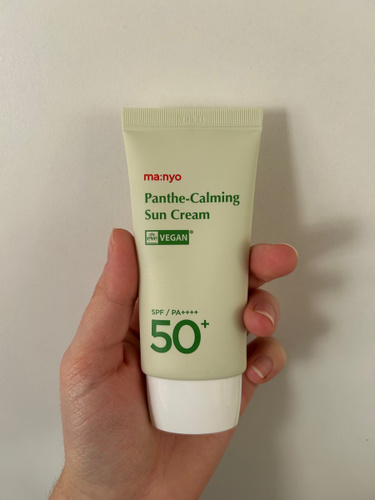 ma:nyo
Panthe-Calming
Sun Cream
VEGAN
SPF / PA++++
50+